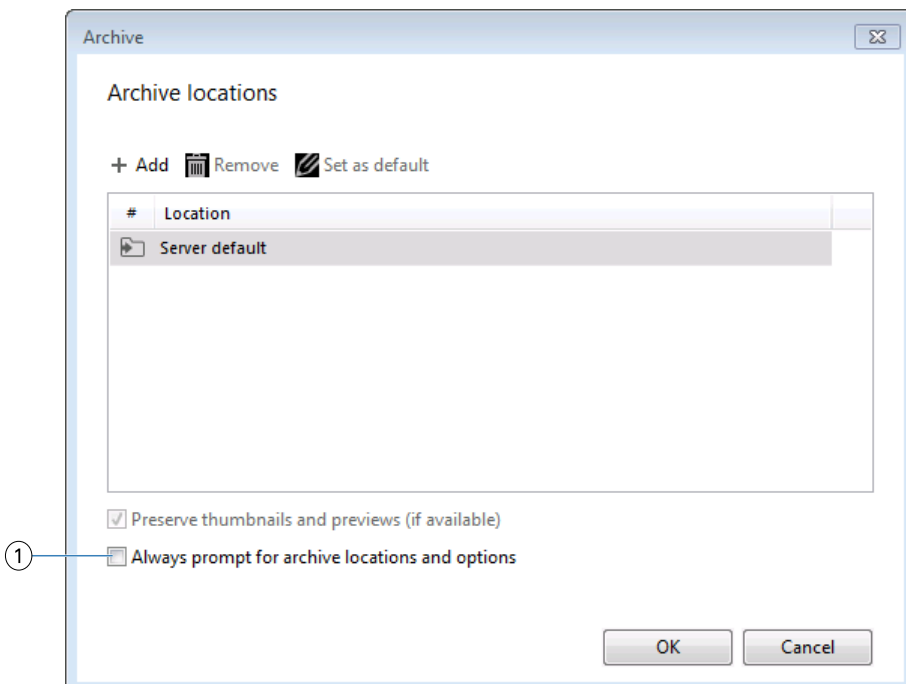 Archive
Archive locations
+ Add Remove Set as default
# Location
Server default
Preserve thumbnails and previews (if available)
1 Always prompt for archive locations and options
OK Cancel